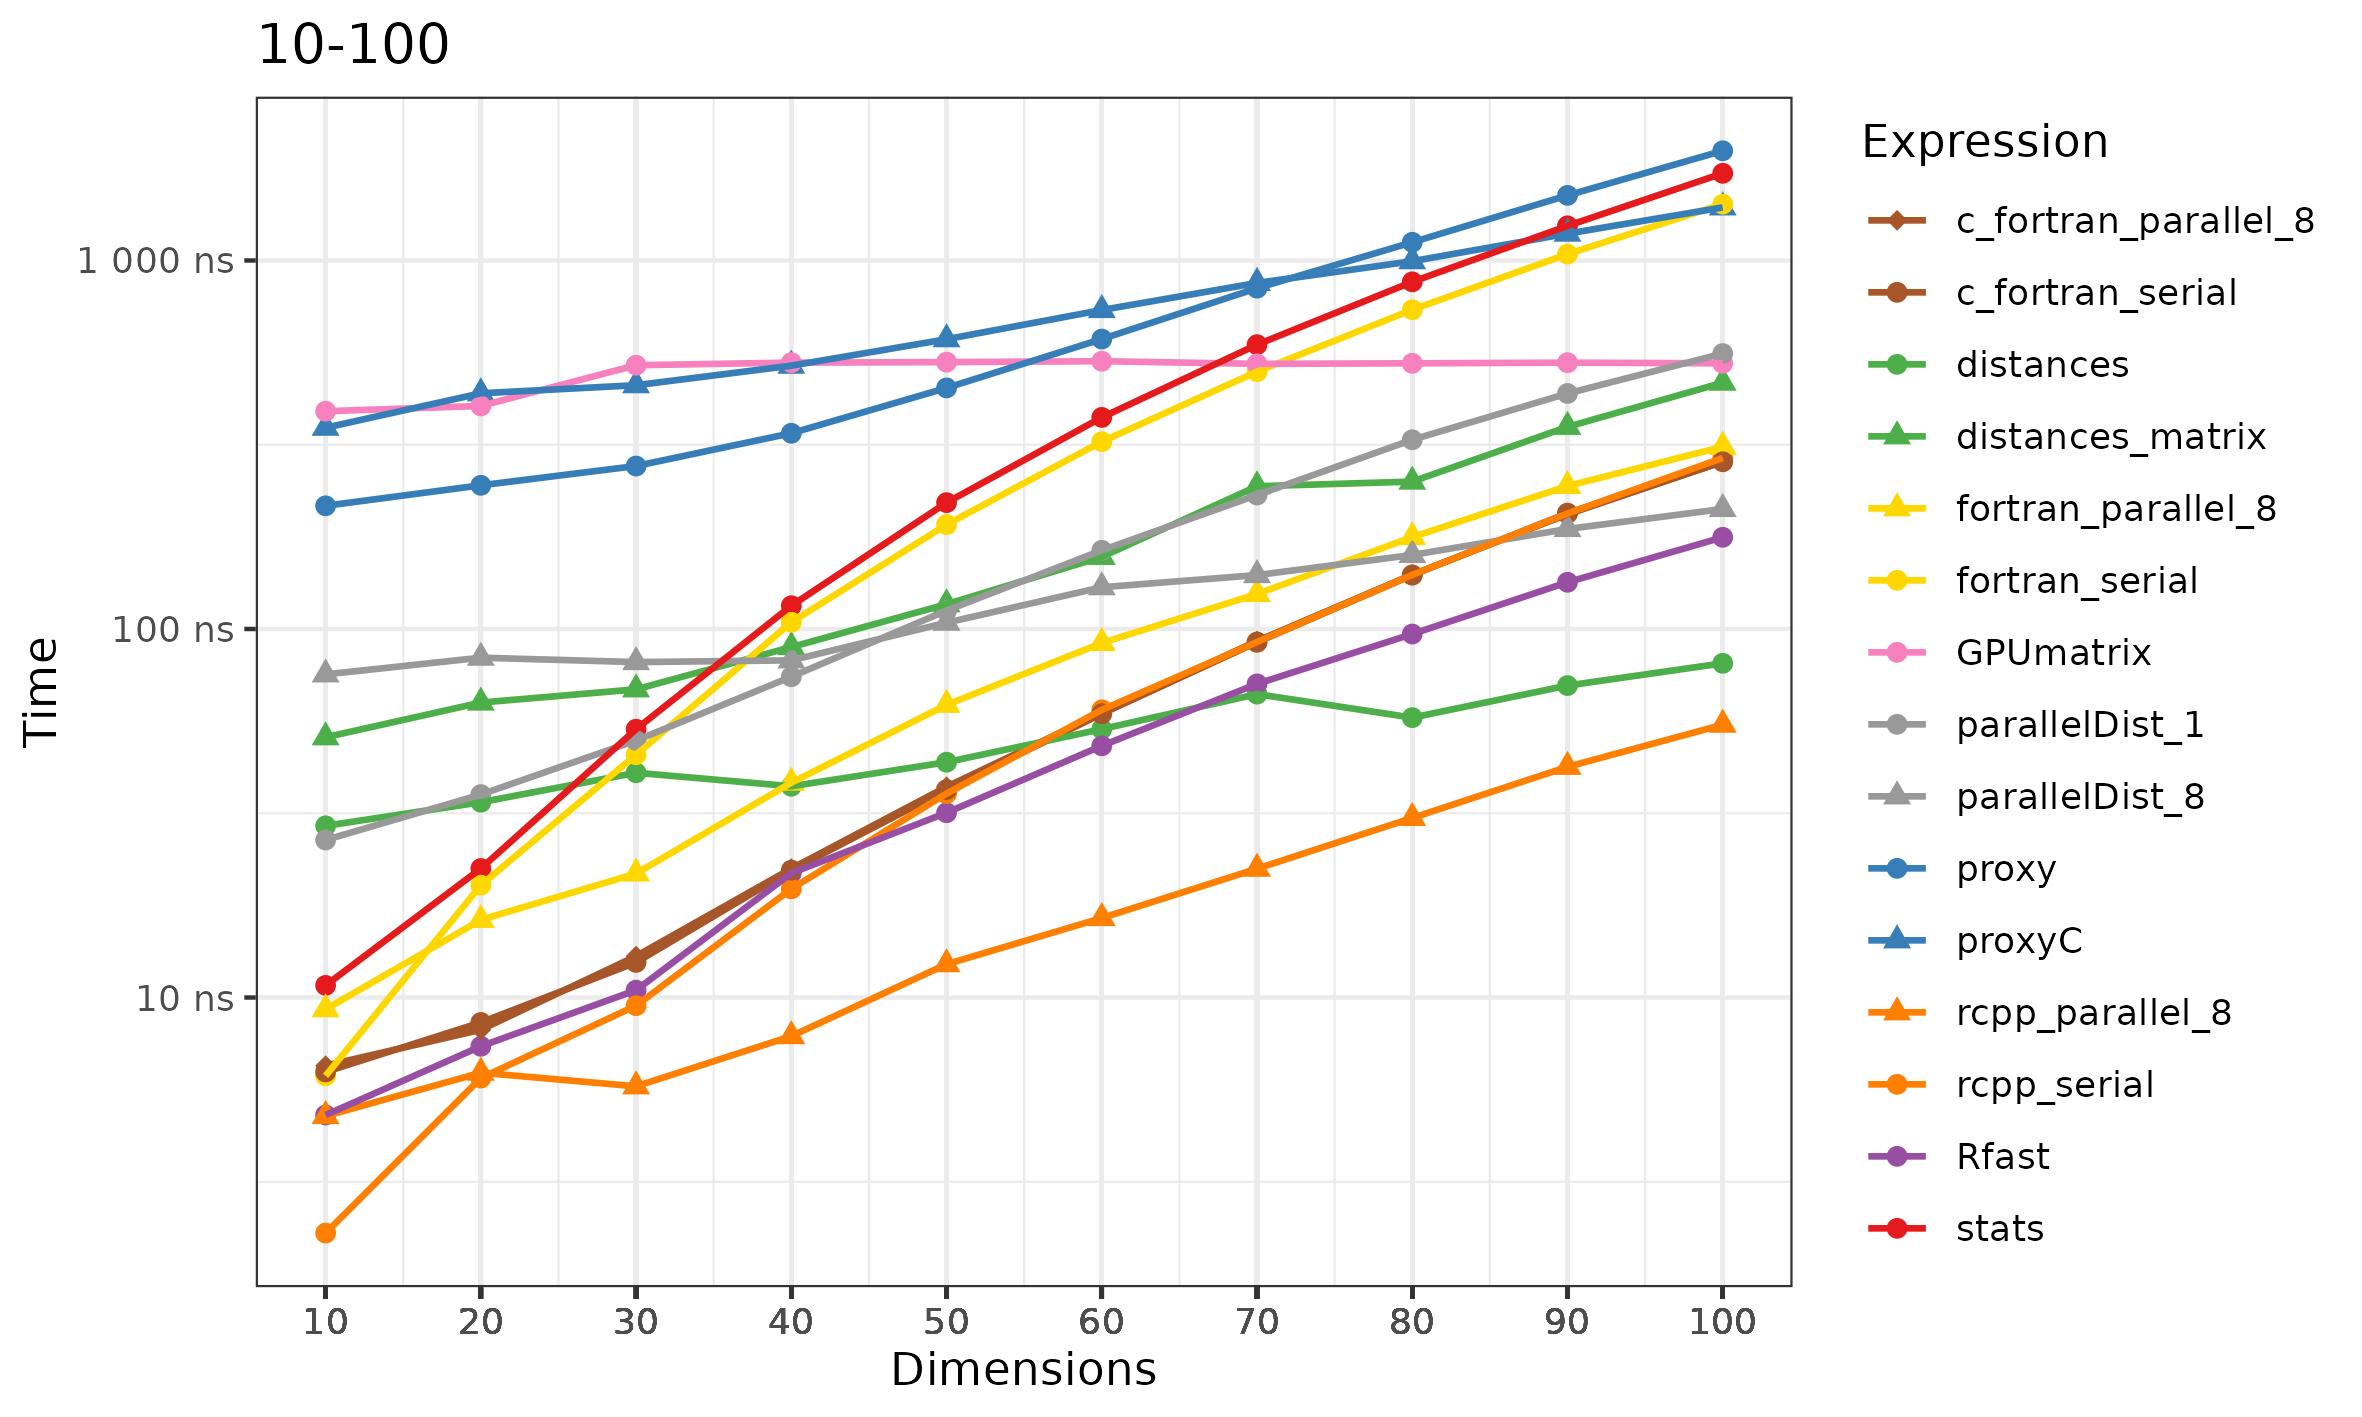 10-100
Time
1 000 ns
100 ns
10 ns
10 20 30 40 50 60 70 80 90 100
Dimensions
Expression
c_fortran_parallel_8
c_fortran_serial
distances
distances_matrix
fortran_parallel_8
fortran_serial
GPUmatrix
parallelDist_1
parallelDist_8
proxy
proxyC
rcpp_parallel_8
rcpp_serial
Rfast
stats